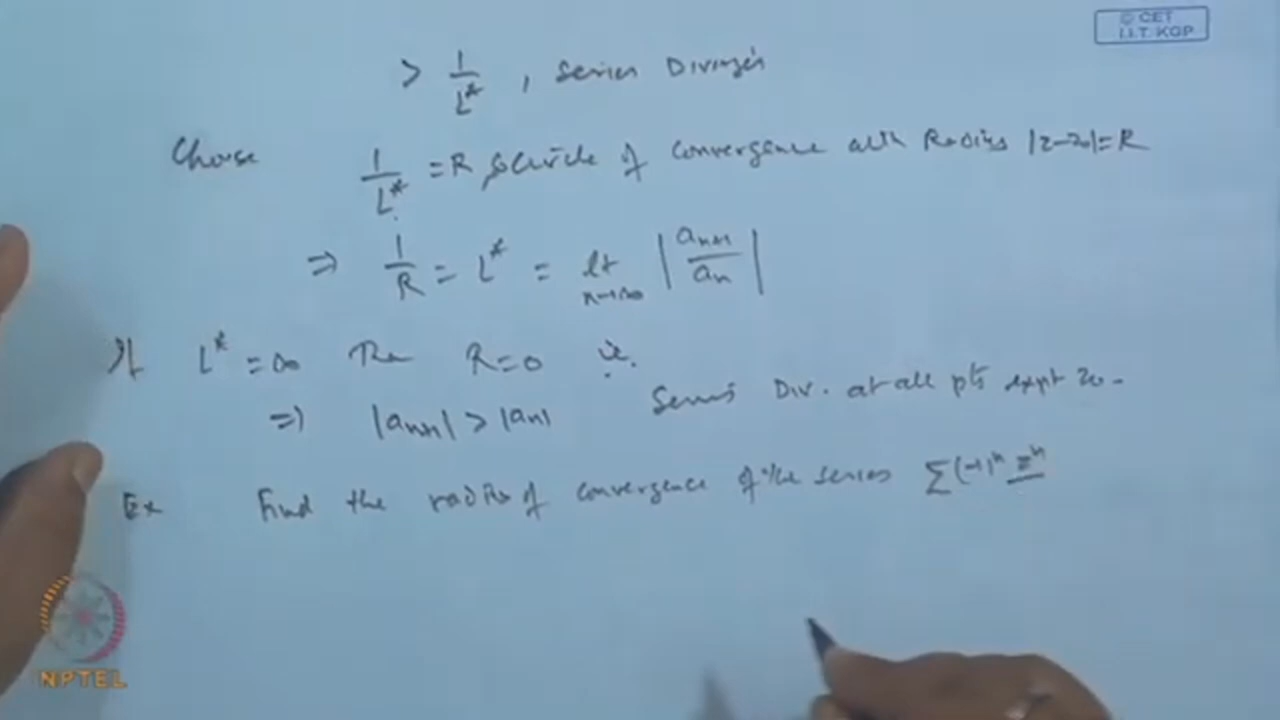 © CET
I.I.T. KGP
> 1/L*, Series Diverges
Choose 1/L* = R circle of convergence with Radius |z-z0|=R
⇒ 1/R = L* = lt n→∞ |an+1/an|
If L* = ∞ The R=0 i.e.
⇒ |an+1| > |an| Series Div. at all pts expt z0.
Ex Find the radius of convergence of the series Σ(-1)^n z^n
NPTEL